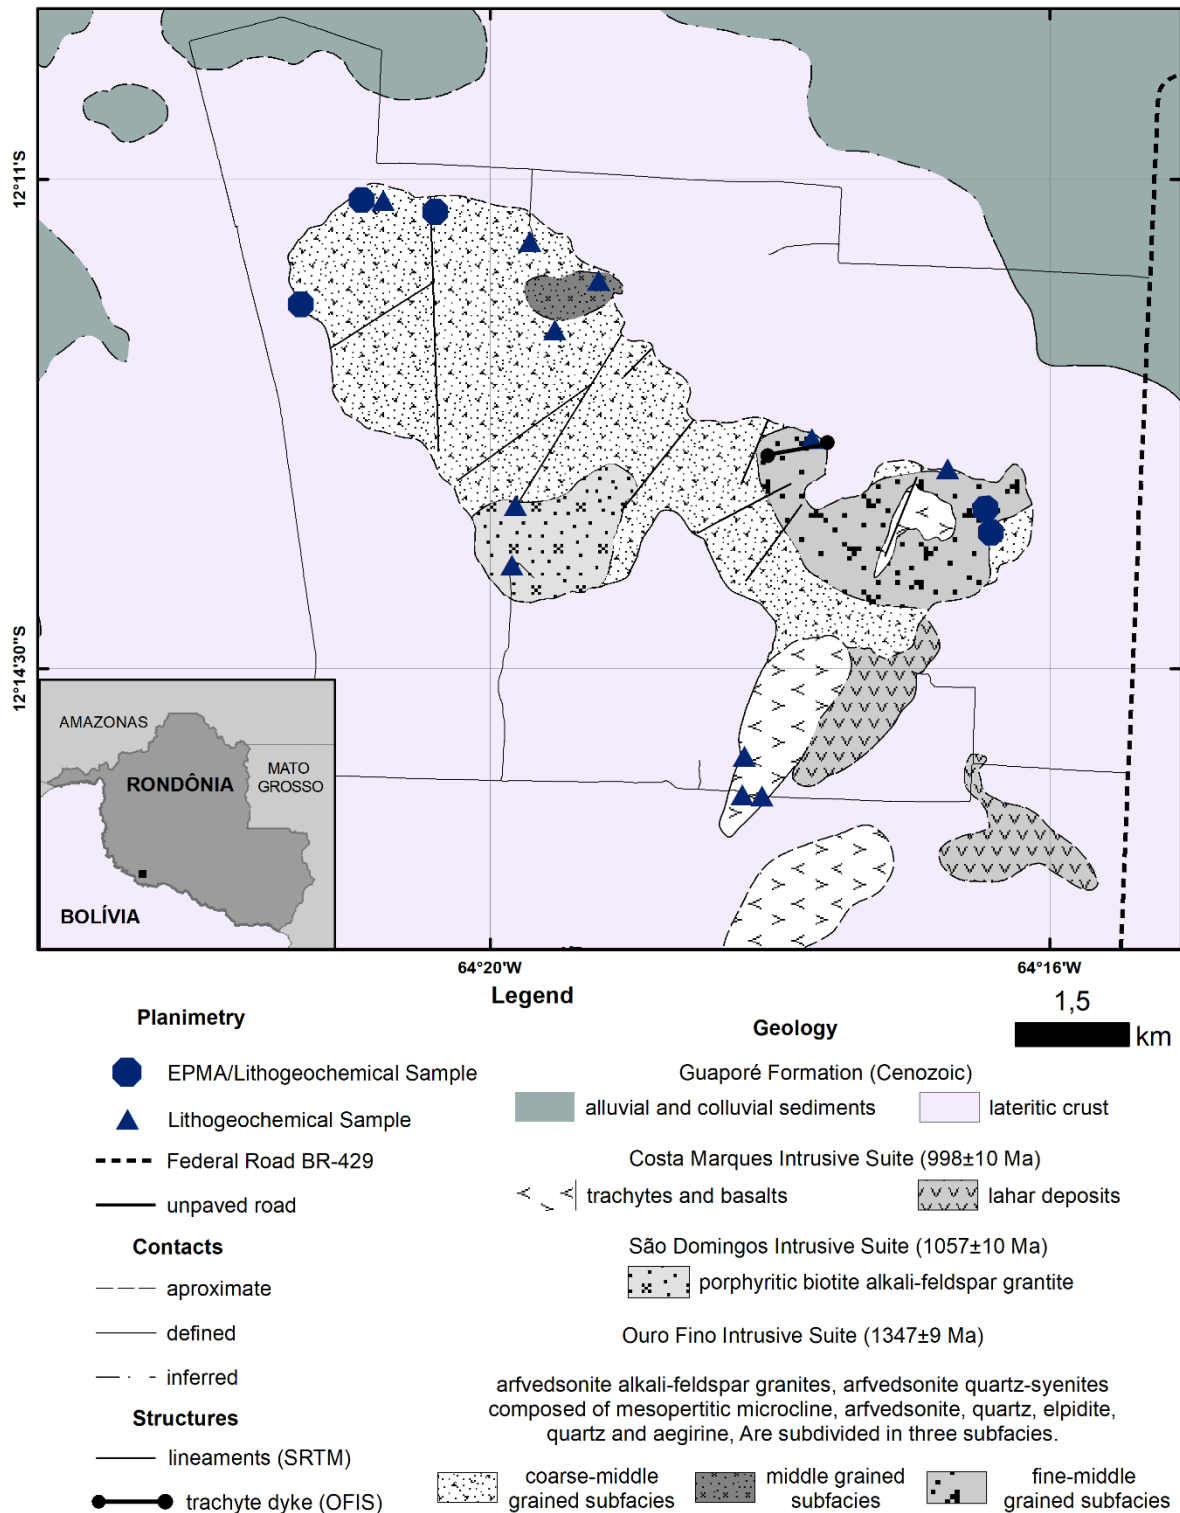 12°11'S
12°14'30"S
AMAZONAS
RONDÔNIA
MATO
GROSSO
BOLÍVIA
64°20'W
64°16'W
Legend
1,5
km
Planimetry
EPMA/Lithogeochemical Sample
Lithogeochemical Sample
Federal Road BR-429
unpaved road
Contacts
aproximate
defined
inferred
Structures
lineaments (SRTM)
trachyte dyke (OFIS)
Geology
Guaporé Formation (Cenozoic)
alluvial and colluvial sediments
lateritic crust
Costa Marques Intrusive Suite (998±10 Ma)
trachytes and basalts
lahar deposits
São Domingos Intrusive Suite (1057±10 Ma)
porphyritic biotite alkali-feldspar grantite
Ouro Fino Intrusive Suite (1347±9 Ma)
arfvedsonite alkali-feldspar granites, arfvedsonite quartz-syenites
composed of mesopertitic microcline, arfvedsonite, quartz, elpidite,
quartz and aegirine, Are subdivided in three subfacies.
coarse-middle
grained subfacies
middle grained
subfacies
fine-middle
grained subfacies